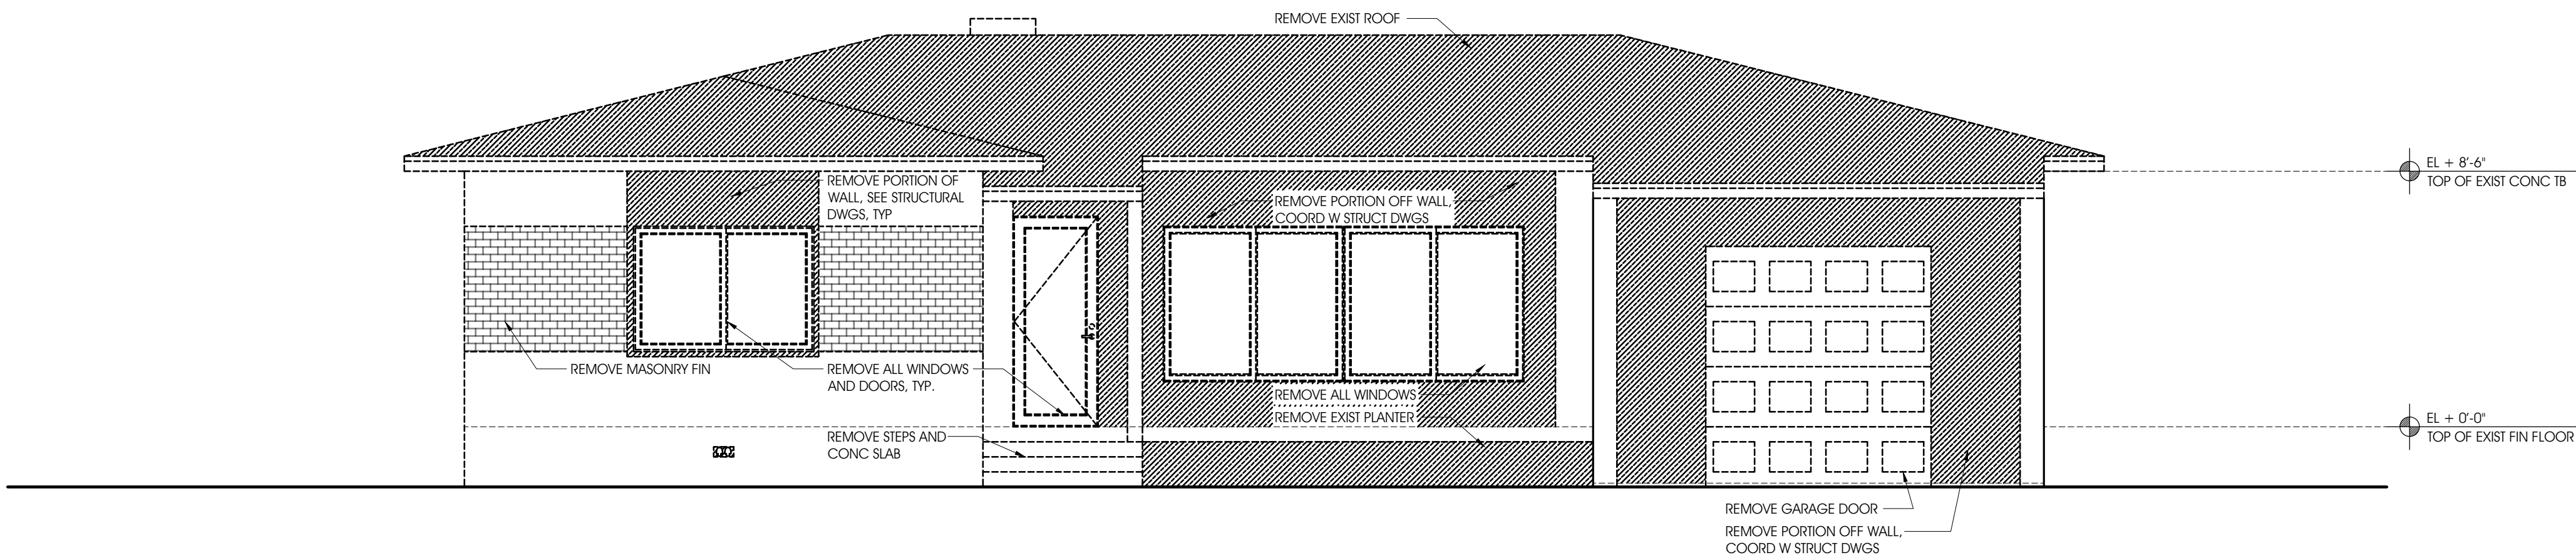 REMOVE EXIST ROOF
EL + 8'-6"
TOP OF EXIST CONC TB
REMOVE PORTION OF
WALL, SEE STRUCTURAL
DWGS, TYP
REMOVE PORTION OFF WALL,
COORD W STRUCT DWGS
REMOVE MASONRY FIN
REMOVE ALL WINDOWS
AND DOORS, TYP.
REMOVE ALL WINDOWS
REMOVE EXIST PLANTER
EL + 0'-0"
TOP OF EXIST FIN FLOOR
REMOVE STEPS AND
CONC SLAB
REMOVE GARAGE DOOR
REMOVE PORTION OFF WALL,
COORD W STRUCT DWGS